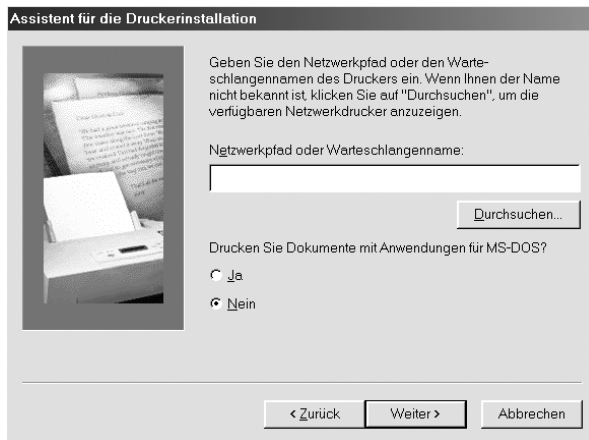 Assistent für die Druckerinstallation
Geben Sie den Netzwerkpfad oder den Warte-
schlangennamen des Druckers ein. Wenn Ihnen der Name
nicht bekannt ist, klicken Sie auf "Durchsuchen", um die
verfügbaren Netzwerkdrucker anzuzeigen.
Netzwerkpfad oder Warteschlangenname:
Durchsuchen...
Drucken Sie Dokumente mit Anwendungen für MS-DOS?
Ja
Nein
< Zurück
Weiter >
Abbrechen